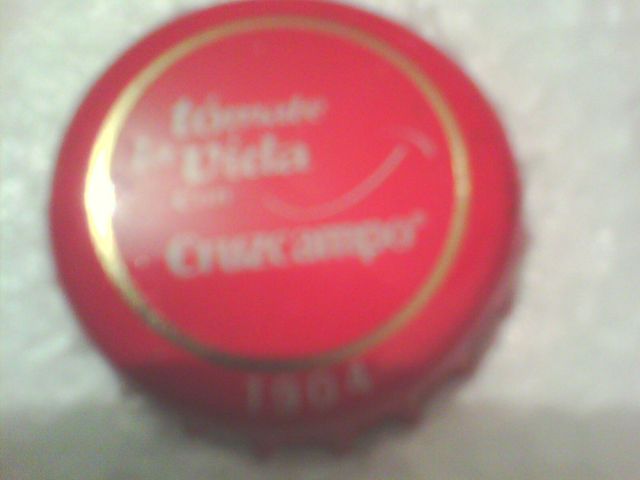 tómate
la vida
con
Cruzcampo
1904